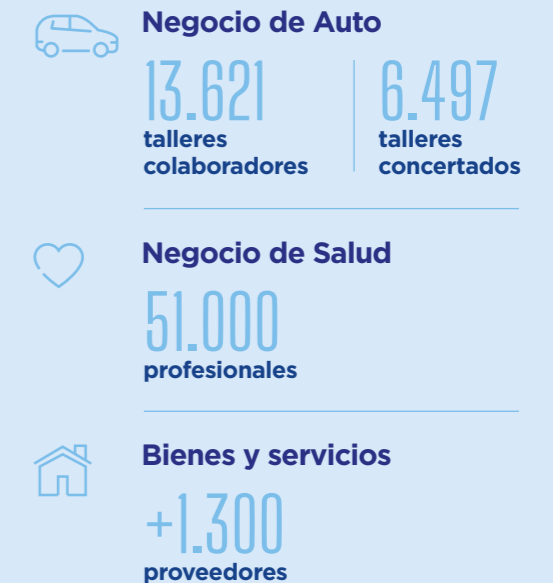 Negocio de Auto
13.621
talleres
colaboradores
6.497
talleres
concertados
Negocio de Salud
51.000
profesionales
Bienes y servicios
+1.300
proveedores